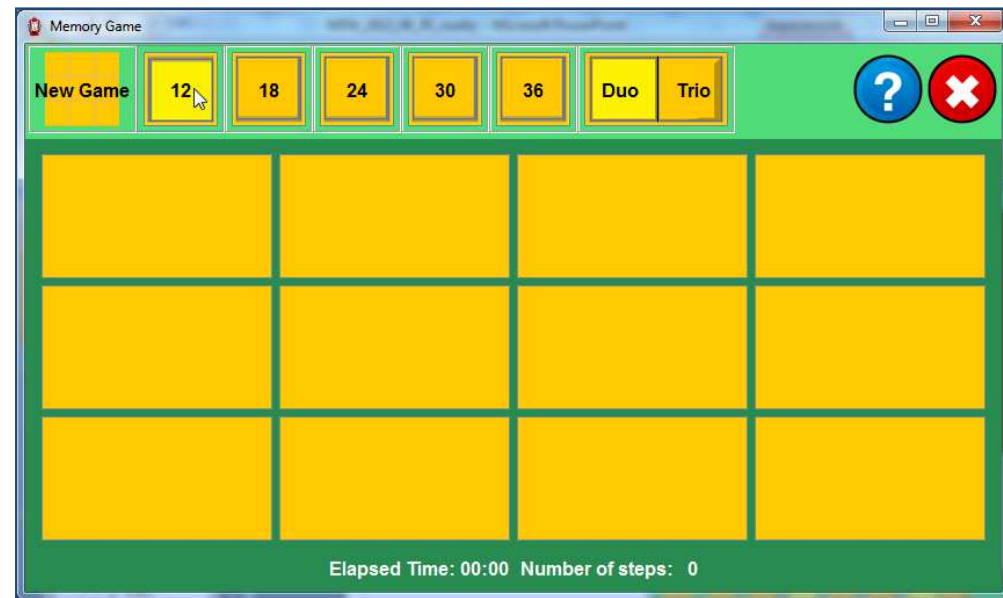 Memory Game
New Game 12 18 24 30 36 Duo Trio ?
Elapsed Time: 00:00 Number of steps: 0